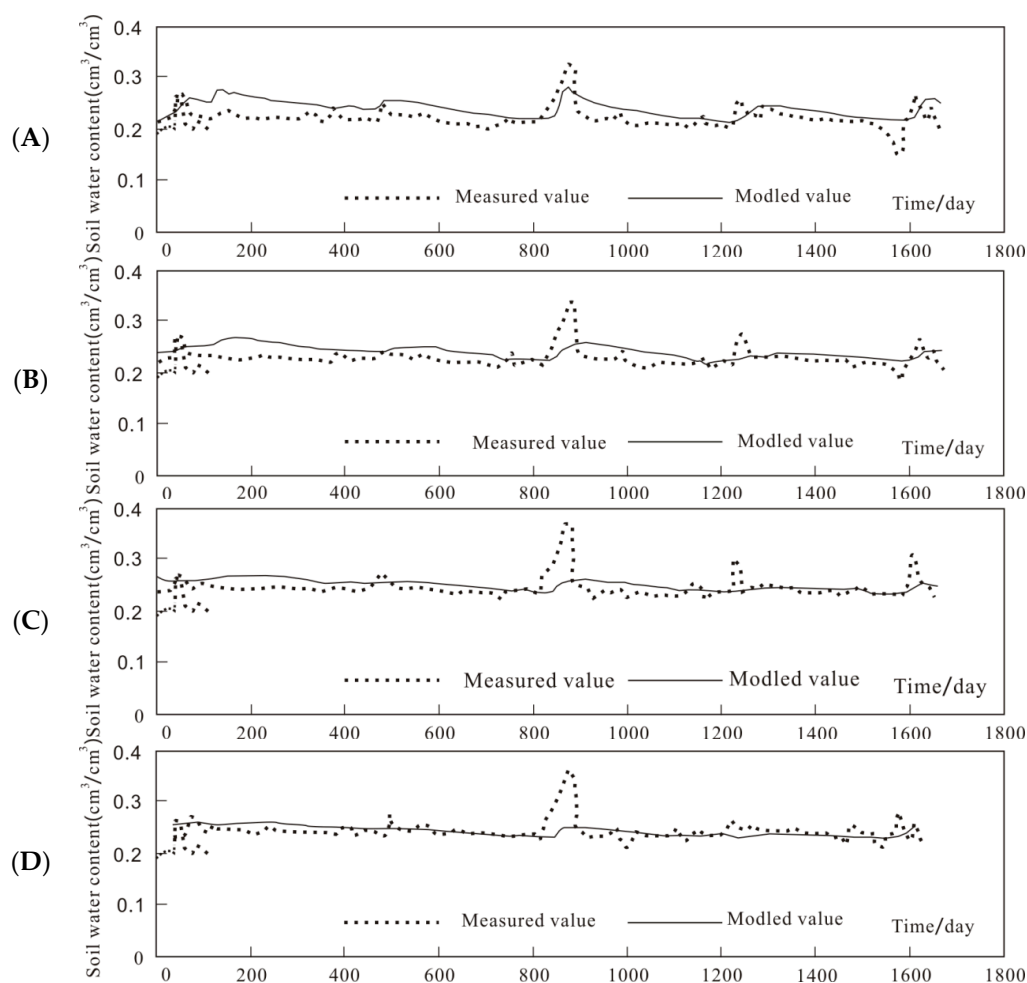 (A)
Soil water content(cm³/cm³)
0.4
0.3
0.2
0.1
0
Measured value
Modled value
Time/day
0 200 400 600 800 1000 1200 1400 1600 1800
(B)
Soil water content(cm³/cm³)
0.4
0.3
0.2
0.1
0
Measured value
Modled value
Time/day
0 200 400 600 800 1000 1200 1400 1600 1800
(C)
Soil water content(cm³/cm³)
0.4
0.3
0.2
0.1
0
Measured value
Modled value
Time/day
0 200 400 600 800 1000 1200 1400 1600 1800
(D)
Soil water content(cm³/cm³)
0.4
0.3
0.2
0.1
0
Measured value
Modled value
Time/day
0 200 400 600 800 1000 1200 1400 1600 1800